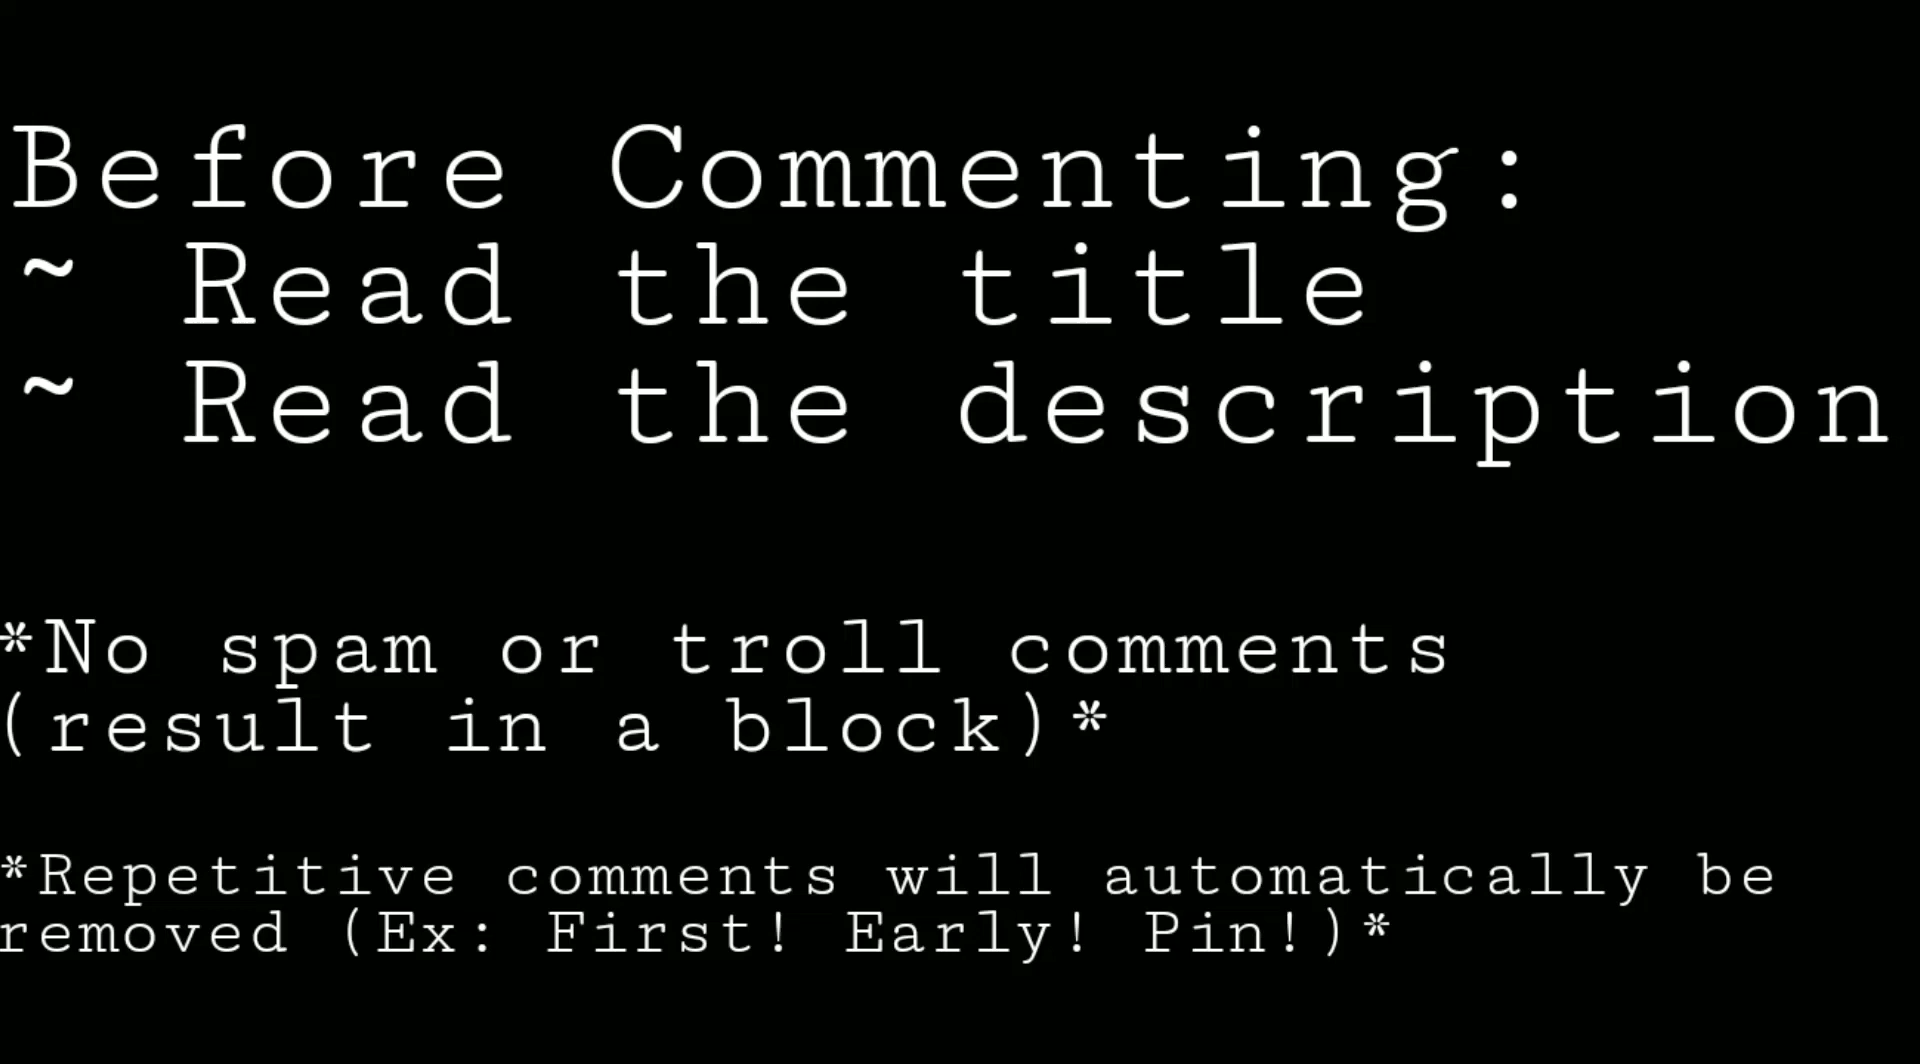 Before Commenting:
~ Read the title
~ Read the description
*No spam or troll comments
(result in a block)*
*Repetitive comments will automatically be
removed (Ex: First! Early! Pin!)*